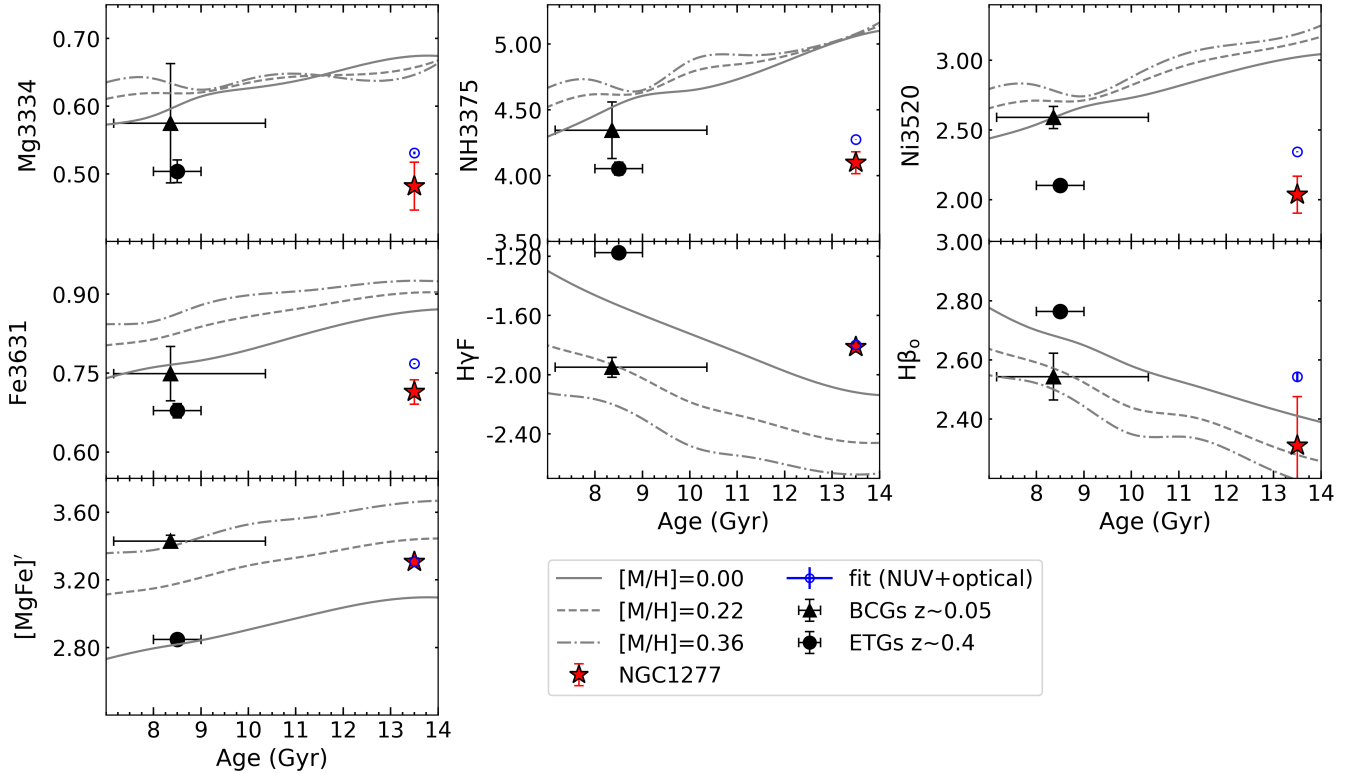 Mg3334
0.70
0.60
0.50
NH3375
5.00
4.50
4.00
3.50
Ni3520
3.00
2.50
2.00
Fe3631
0.90
0.75
0.60
HγF
-1.20
-1.60
-2.00
-2.40
8 9 10 11 12 13 14
Age (Gyr)
Hβo
3.00
2.80
2.60
2.40
8 9 10 11 12 13 14
Age (Gyr)
[MgFe]′
3.60
3.20
2.80
8 9 10 11 12 13 14
Age (Gyr)
[M/H]=0.00
[M/H]=0.22
[M/H]=0.36
NGC1277
fit (NUV+optical)
BCGs z~0.05
ETGs z~0.4